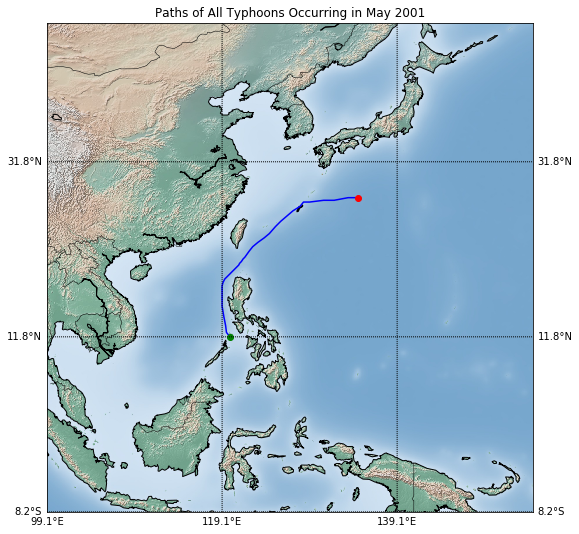 Paths of All Typhoons Occurring in May 2001
31.8°N 31.8°N
11.8°N 11.8°N
8.2°S 8.2°S
99.1°E 119.1°E 139.1°E